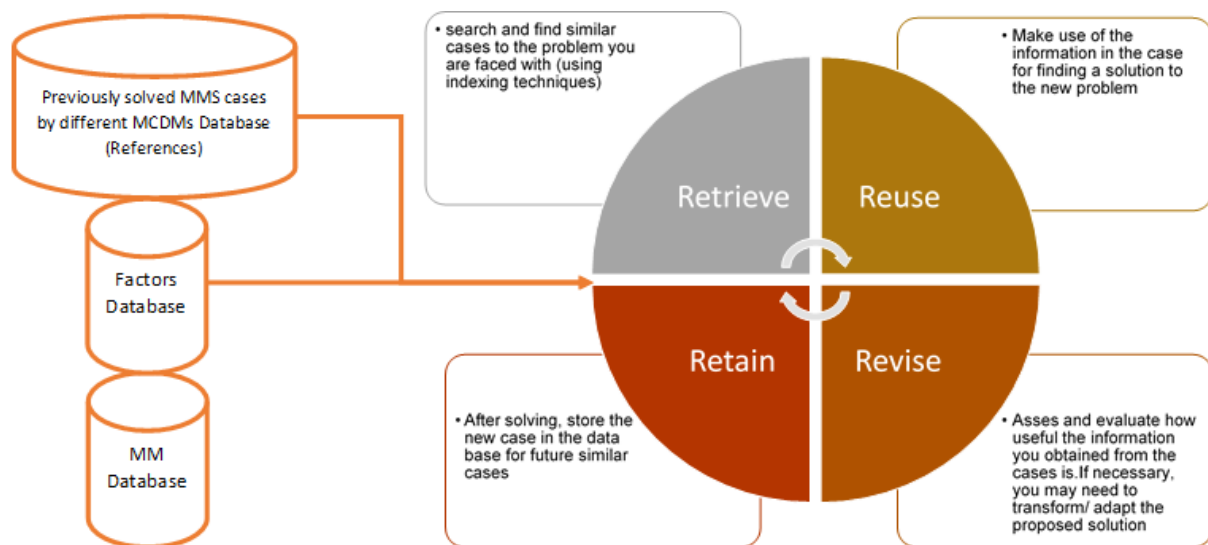 Previously solved MMS cases
by different MCDMs Database
(References)
Factors
Database
MM
Database
• search and find similar
cases to the problem you
are faced with (using
indexing techniques)
• Make use of the
information in the case
for finding a solution to
the new problem
Retrieve
Reuse
Retain
Revise
• After solving, store the
new case in the data
base for future similar
cases
• Asses and evaluate how
useful the information
you obtained from the
cases is.If necessary,
you may need to
transform/ adapt the
proposed solution